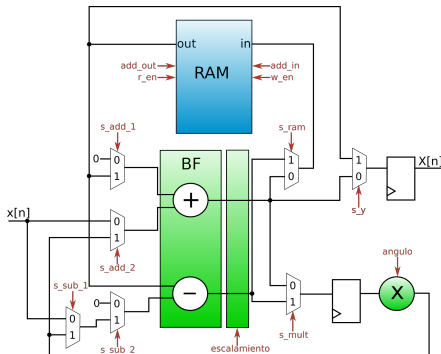 out in
RAM
add_out
r_en
add_in
w_en
s_add_1
0 0
1
s_ram
1
0
1
0
X[n]
s_y
BF
+
x[n]
0
1
s_add_2
s_sub_1
0
1
0 0
1
s_sub_2
−
0
1
s_mult
escalamiento
angulo
X